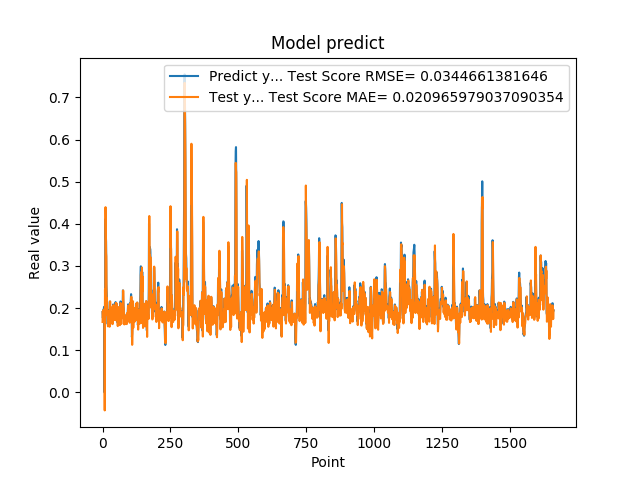 Model predict
Predict y... Test Score RMSE= 0.0344661381646
Test y... Test Score MAE= 0.020965979037090354
Real value
0.7
0.6
0.5
0.4
0.3
0.2
0.1
0.0
0 250 500 750 1000 1250 1500
Point